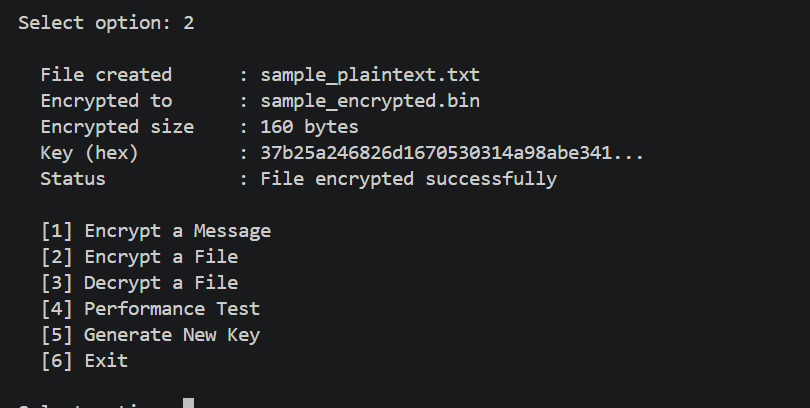 Select option: 2
File created : sample_plaintext.txt
Encrypted to : sample_encrypted.bin
Encrypted size : 160 bytes
Key (hex) : 37b25a246826d1670530314a98abe341...
Status : File encrypted successfully
[1] Encrypt a Message
[2] Encrypt a File
[3] Decrypt a File
[4] Performance Test
[5] Generate New Key
[6] Exit